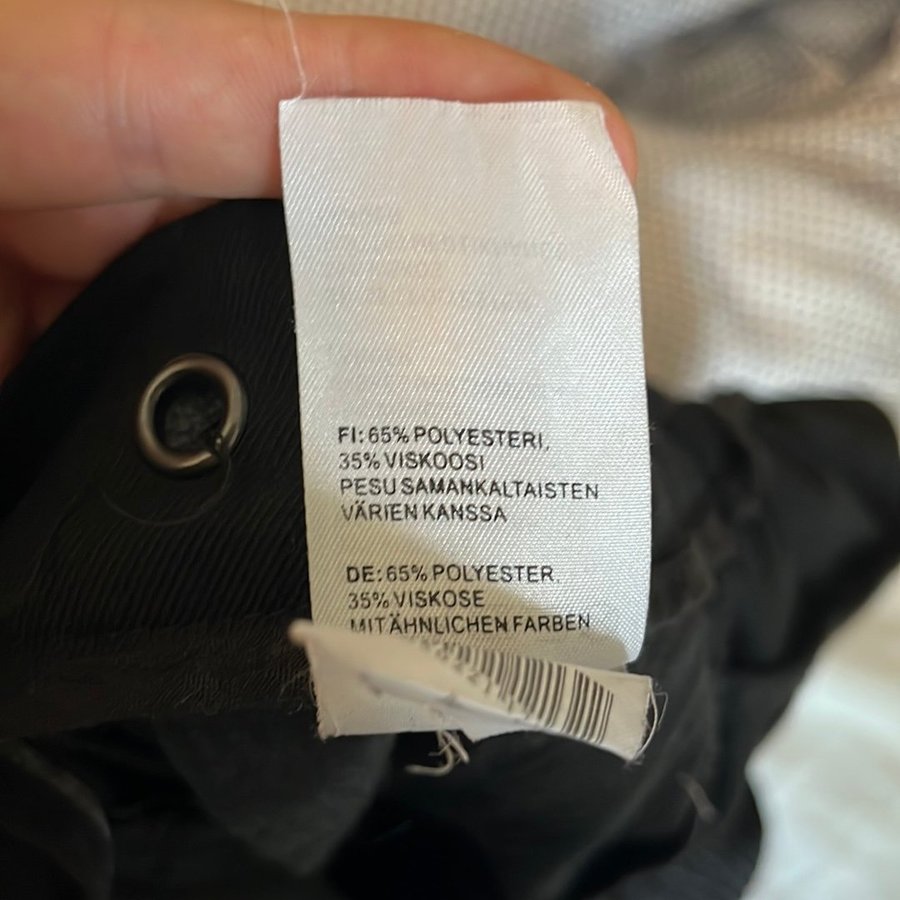 FI: 65% POLYESTERI,
35% VISKOOSI
PESU SAMANKALTAISTEN
VÄRIEN KANSSA
DE: 65% POLYESTER
35% VISKOSE
MIT ÄHNLICHEN FARBEN